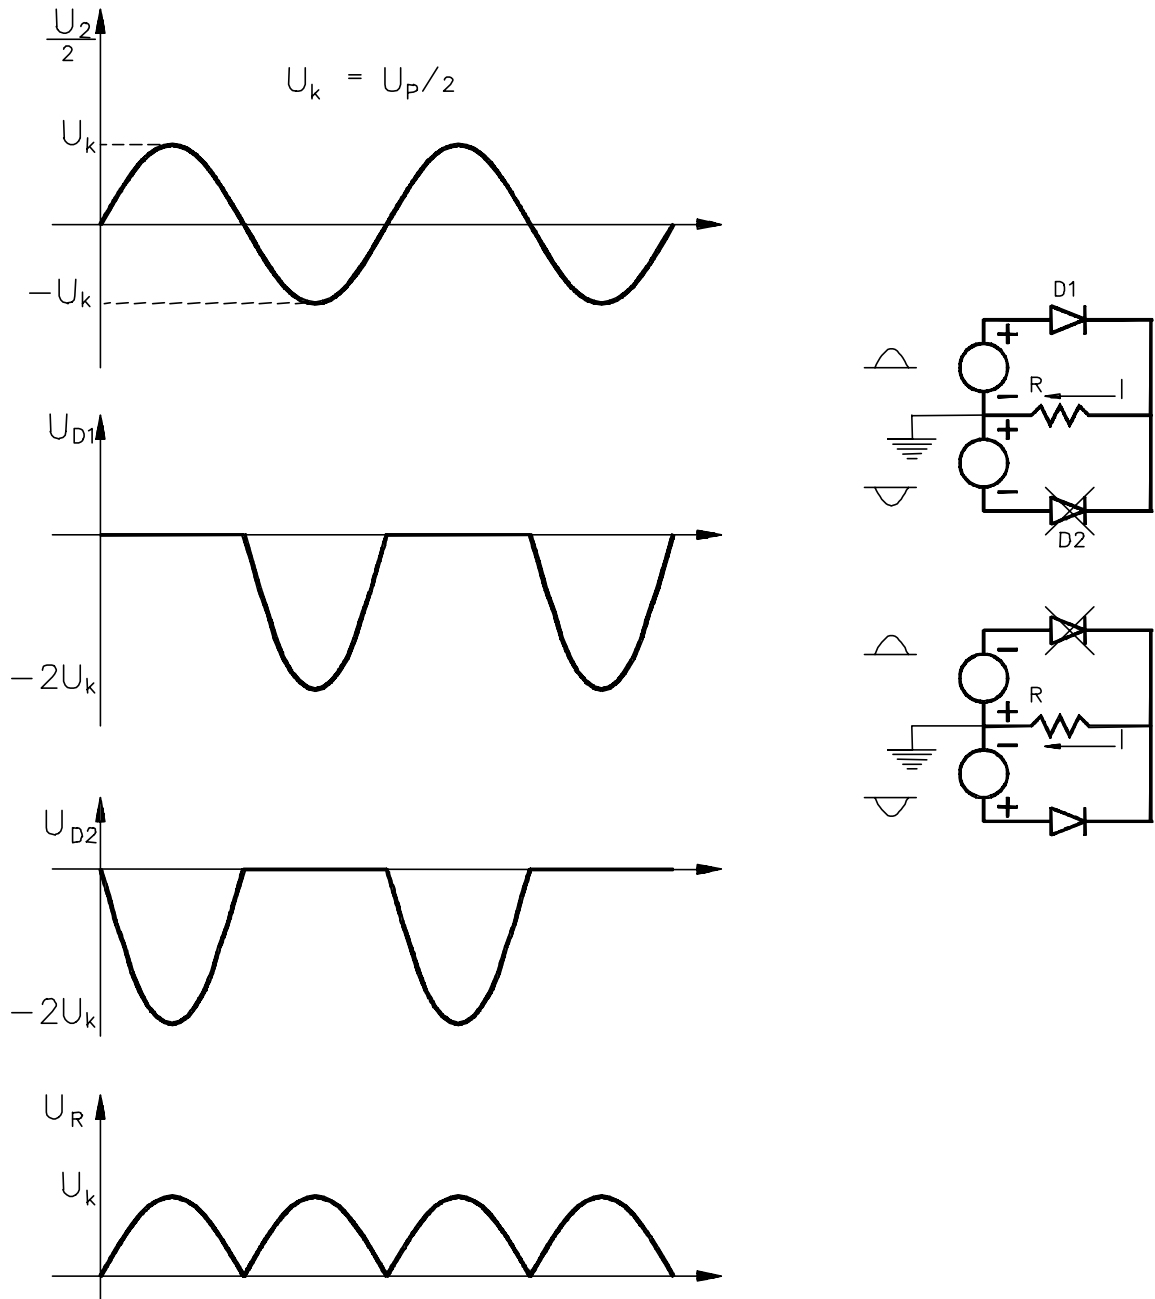 U2
2
Uk = UP/2
Uk
-Uk
UD1
-2Uk
UD2
-2Uk
UR
Uk
D1
+
-
R
I
+
-
D2
-
+
R
I
-
+